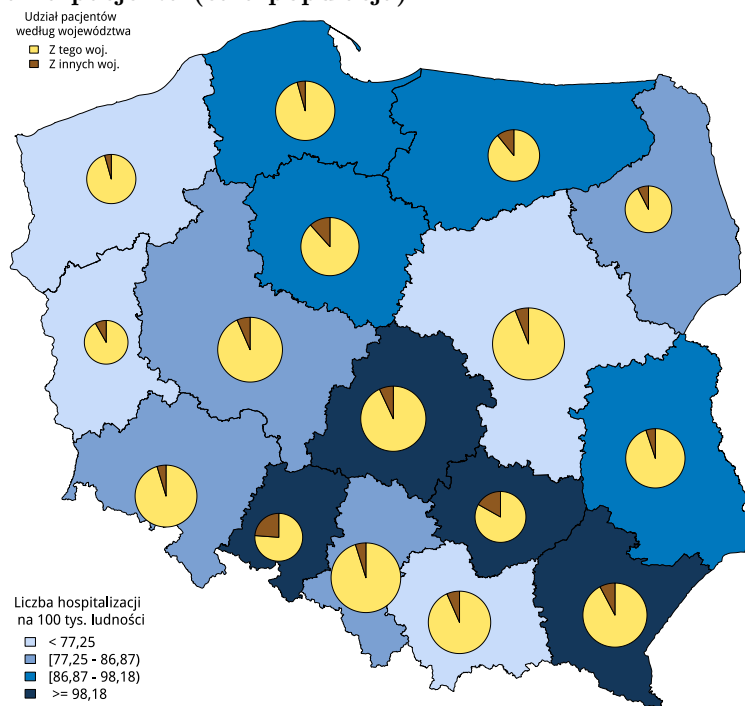 Udział pacjentów
według województwa
Z tego woj.
Z innych woj.
Liczba hospitalizacji
na 100 tys. ludności
< 77,25
[77,25 - 86,87)
[86,87 - 98,18)
>= 98,18